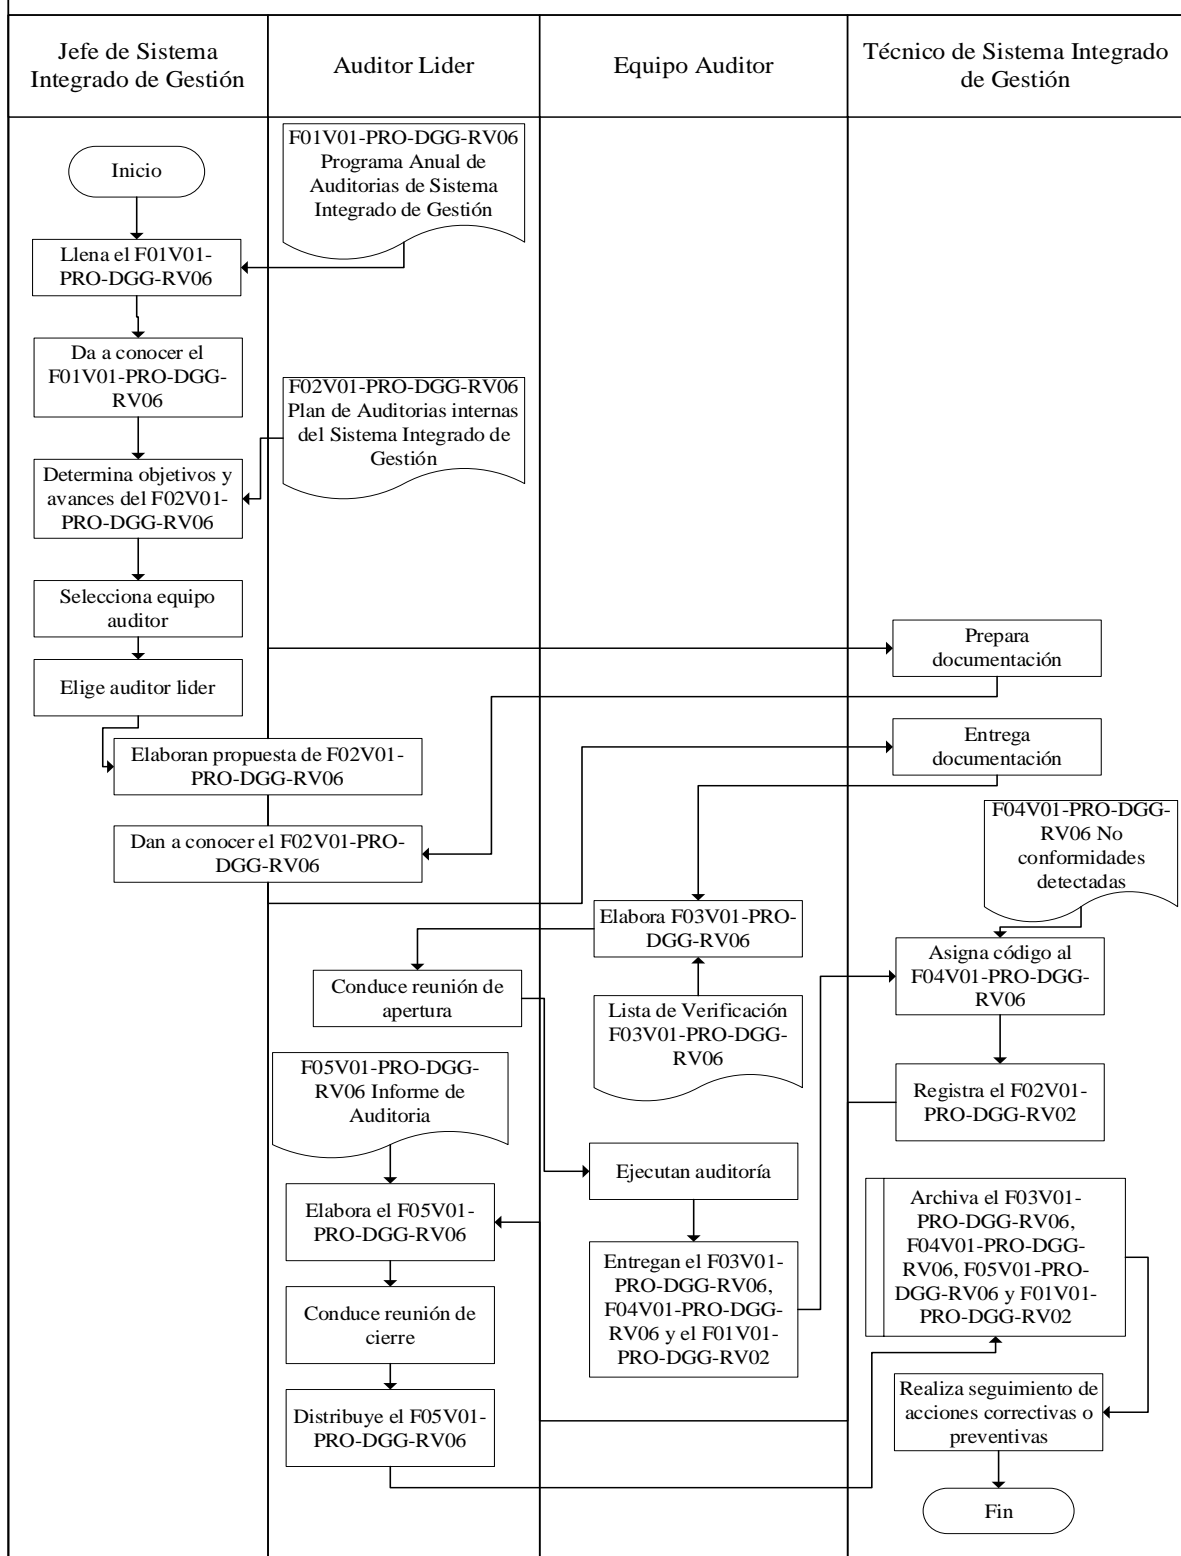 Jefe de Sistema
Integrado de Gestión
Auditor Lider
Equipo Auditor
Técnico de Sistema Integrado
de Gestión
Inicio
F01V01-PRO-DGG-RV06
Programa Anual de
Auditorias de Sistema
Integrado de Gestión
Llena el F01V01-
PRO-DGG-RV06
Da a conocer el
F01V01-PRO-DGG-
RV06
F02V01-PRO-DGG-RV06
Plan de Auditorias internas
del Sistema Integrado de
Gestión
Determina objetivos y
avances del F02V01-
PRO-DGG-RV06
Selecciona equipo
auditor
Prepara
documentación
Elige auditor lider
Elaboran propuesta de F02V01-
PRO-DGG-RV06
Entrega
documentación
Dan a conocer el F02V01-PRO-
DGG-RV06
F04V01-PRO-DGG-
RV06 No
conformidades
detectadas
Elabora F03V01-PRO-
DGG-RV06
Asigna código al
F04V01-PRO-DGG-
RV06
Conduce reunión de
apertura
Lista de Verificación
F03V01-PRO-DGG-
RV06
F05V01-PRO-DGG-
RV06 Informe de
Auditoria
Registra el F02V01-
PRO-DGG-RV02
Ejecutan auditoría
Elabora el F05V01-
PRO-DGG-RV06
Archiva el F03V01-
PRO-DGG-RV06,
F04V01-PRO-DGG-
RV06, F05V01-PRO-
DGG-RV06 y F01V01-
PRO-DGG-RV02
Entregan el F03V01-
PRO-DGG-RV06,
F04V01-PRO-DGG-
RV06 y el F01V01-
PRO-DGG-RV02
Conduce reunión de
cierre
Distribuye el F05V01-
PRO-DGG-RV06
Realiza seguimiento de
acciones correctivas o
preventivas
Fin